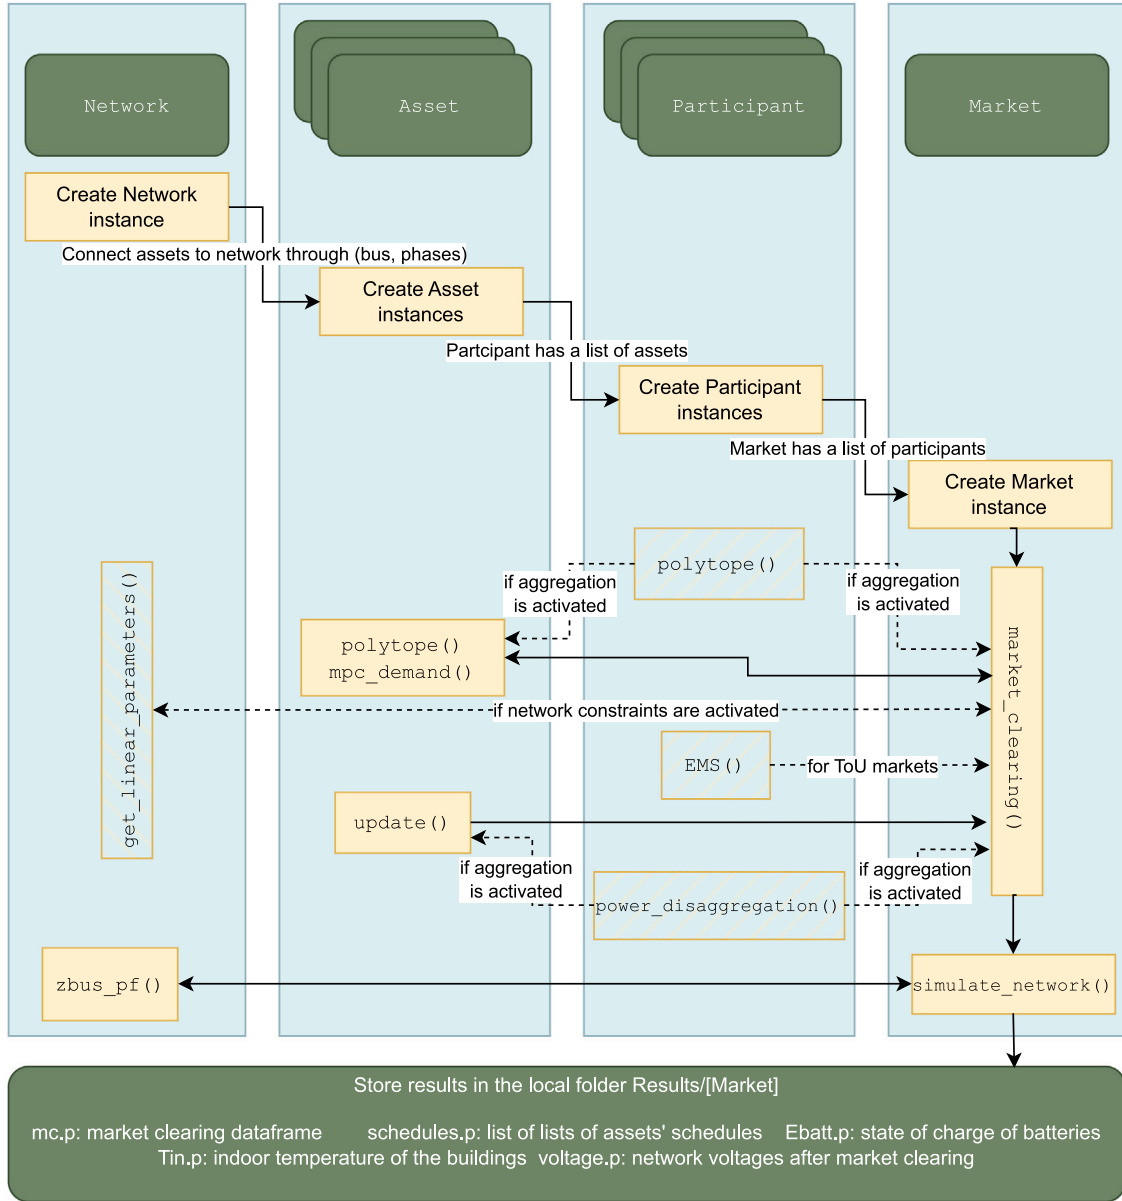 Network
Asset
Participant
Market
Create Network
instance
Connect assets to network through (bus, phases)
Create Asset
instances
Partcipant has a list of assets
Create Participant
instances
Market has a list of participants
Create Market
instance
polytope()
if aggregation
is activated
if aggregation
is activated
get_linear_parameters()
polytope()
mpc_demand()
market_clearing()
if network constraints are activated
EMS()
for ToU markets
update()
if aggregation
is activated
if aggregation
is activated
power_disaggregation()
zbus_pf()
simulate_network()
Store results in the local folder Results/[Market]
mc.p: market clearing dataframe schedules.p: list of lists of assets' schedules Ebatt.p: state of charge of batteries
Tin.p: indoor temperature of the buildings voltage.p: network voltages after market clearing